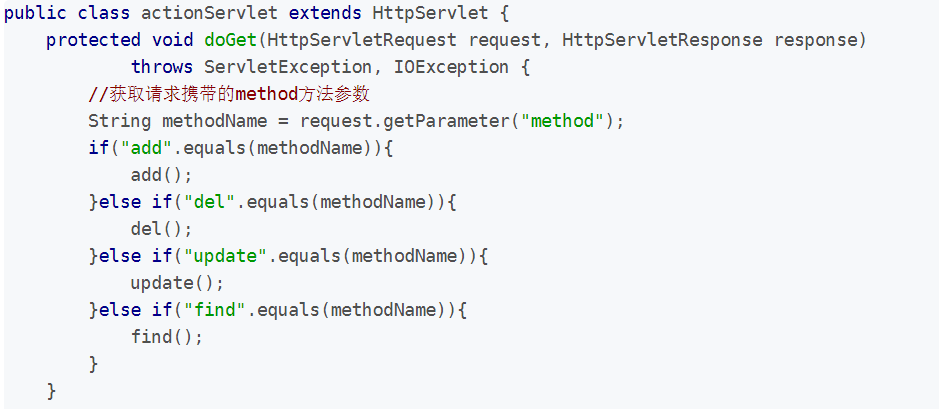 public class actionServlet extends HttpServlet {
    protected void doGet(HttpServletRequest request, HttpServletResponse response)
            throws ServletException, IOException {
        //获取请求携带的method方法参数
        String methodName = request.getParameter("method");
        if("add".equals(methodName)){
            add();
        }else if("del".equals(methodName)){
            del();
        }else if("update".equals(methodName)){
            update();
        }else if("find".equals(methodName)){
            find();
        }
    }